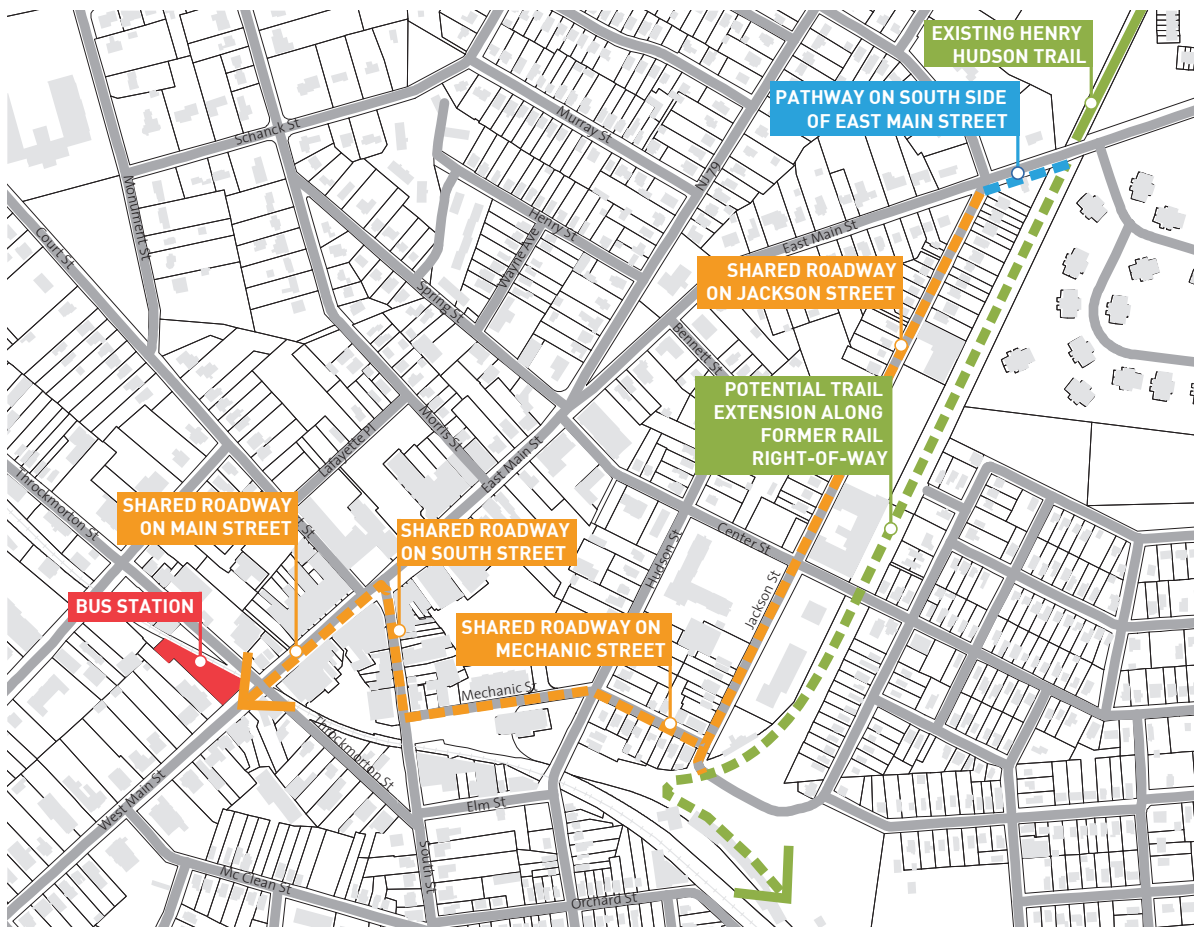 EXISTING HENRY
HUDSON TRAIL
PATHWAY ON SOUTH SIDE
OF EAST MAIN STREET
Schanck St
Murray St
NJ 79
Monument St
Henry St
Wayne Ave
Court St
East Main St
SHARED ROADWAY
ON JACKSON STREET
Spring St
Bennett St
POTENTIAL TRAIL
EXTENSION ALONG
FORMER RAIL
RIGHT-OF-WAY
Morris St
Lafayette Pl
East Main St
Throckmorton St
SHARED ROADWAY
ON MAIN STREET
SHARED ROADWAY
ON SOUTH STREET
Hudson St
Center St
Jackson St
BUS STATION
SHARED ROADWAY ON
MECHANIC STREET
Mechanic St
Throckmorton St
West Main St
Elm St
South St
Mc Clean St
Orchard St